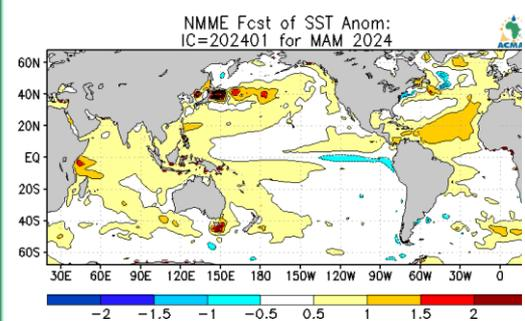 NMME Fcst of SST Anom:
IC=202401 for MAM 2024
ACMA
60N
40N
20N
EQ
20S
40S
60S
30E 60E 90E 120E 150E 180 150W 120W 90W 60W 30W 0
−2 −1.5 −1 −0.5 0.5 1 1.5 2